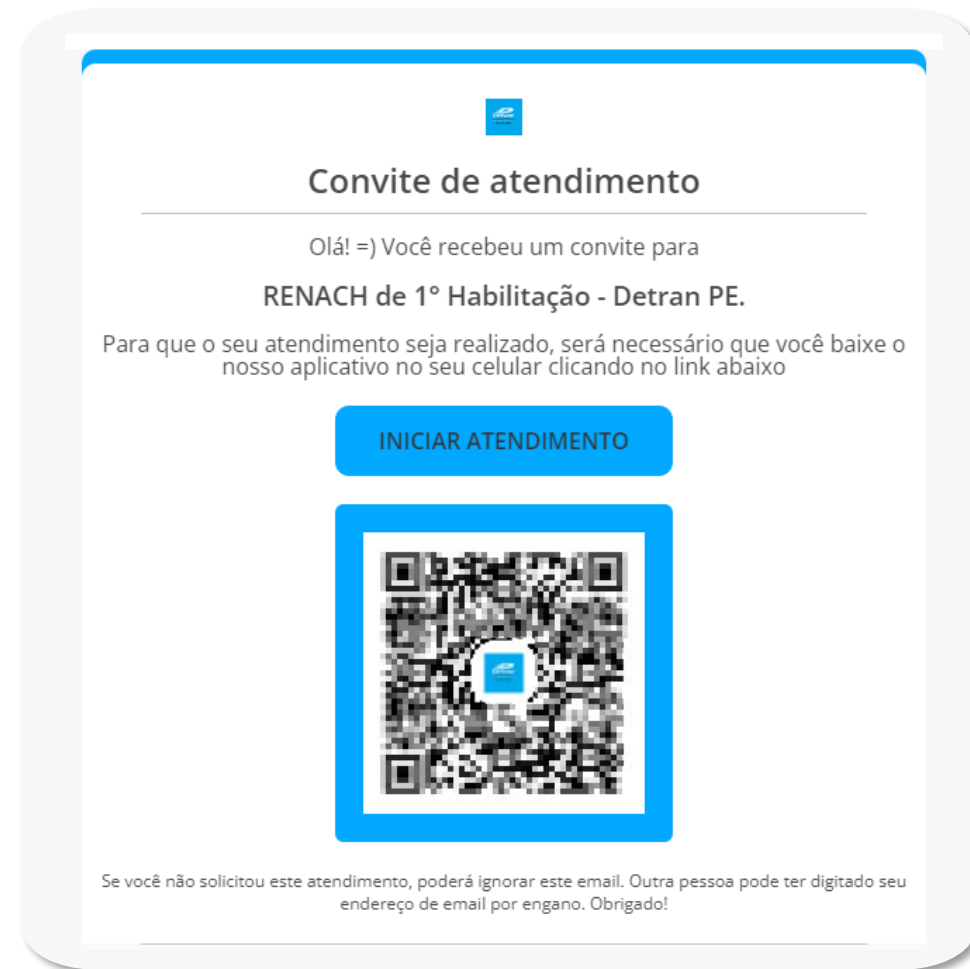 Convite de atendimento
Olá! =) Você recebeu um convite para
RENACH de 1° Habilitação - Detran PE.
Para que o seu atendimento seja realizado, será necessário que você baixe o
nosso aplicativo no seu celular clicando no link abaixo
INICIAR ATENDIMENTO
Se você não solicitou este atendimento, poderá ignorar este email. Outra pessoa pode ter digitado seu
endereço de email por engano. Obrigado!